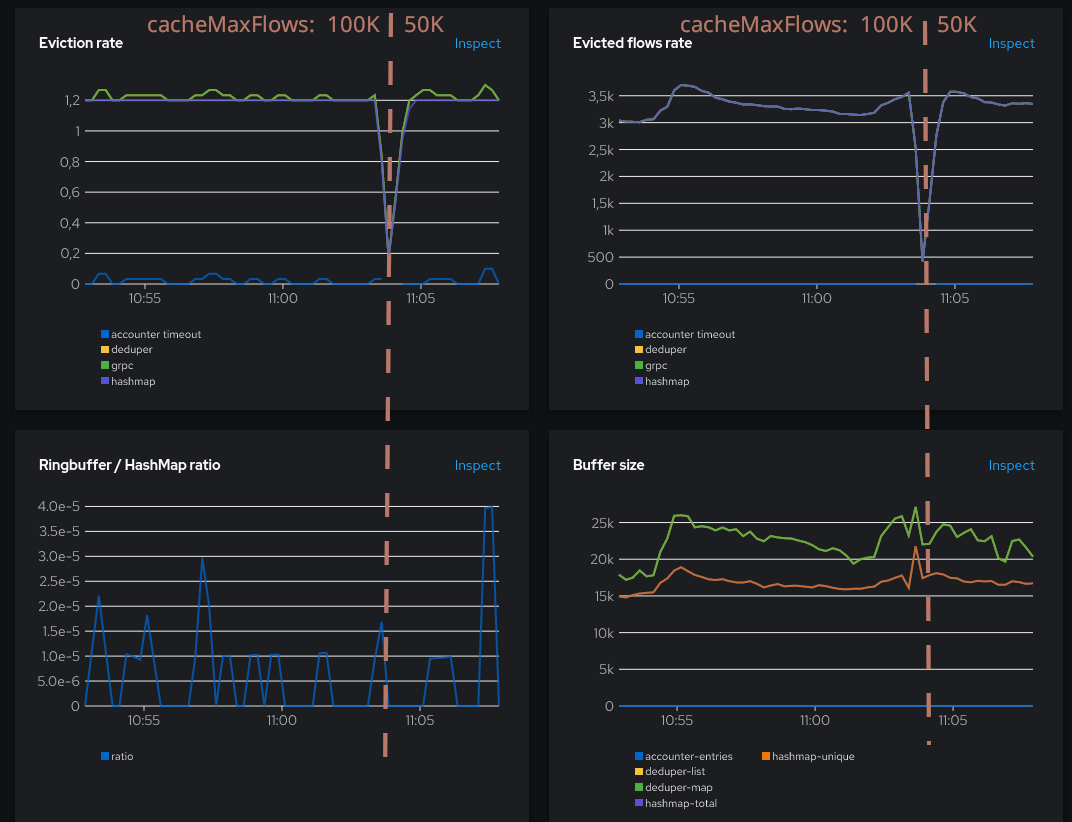 cacheMaxFlows: 100K | 50K
Eviction rate
Inspect
1,2
1
0,8
0,6
0,4
0,2
0
10:55 11:00 11:05
accounter timeout
deduper
grpc
hashmap
cacheMaxFlows: 100K 50K
Evicted flows rate
Inspect
3,5k
3k
2,5k
2k
1,5k
1k
500
0
10:55 11:00 11:05
accounter timeout
deduper
grpc
hashmap
Ringbuffer / HashMap ratio
Inspect
4.0e-5
3.5e-5
3.0e-5
2.5e-5
2.0e-5
1.5e-5
1.0e-5
5.0e-6
0
10:55 11:00 11:05
ratio
Buffer size
Inspect
25k
20k
15k
10k
5k
0
10:55 11:00 11:05
accounter-entries hashmap-unique
deduper-list
deduper-map
hashmap-total